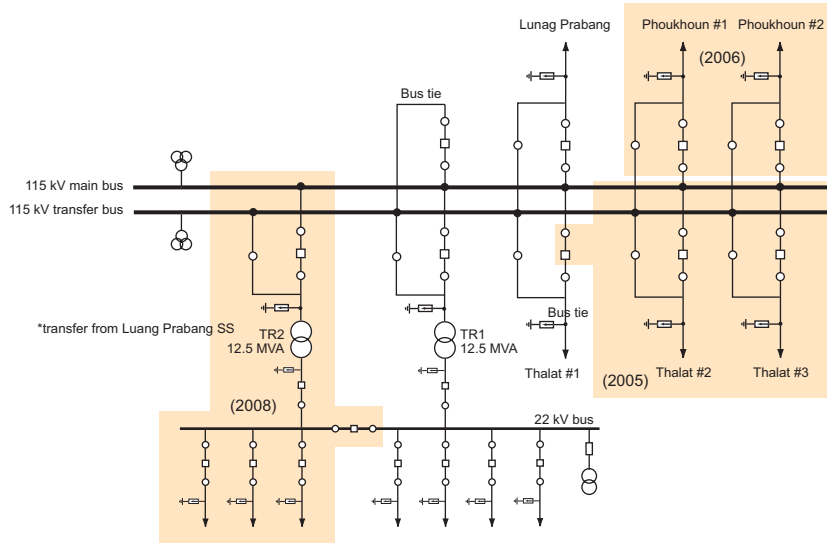 Lunag Prabang
Phoukhoun #1
Phoukhoun #2
(2006)
Bus tie
115 kV main bus
115 kV transfer bus
Bus tie
*transfer from Luang Prabang SS
TR2
12.5 MVA
TR1
12.5 MVA
Thalat #1
Thalat #2
Thalat #3
(2005)
(2008)
22 kV bus